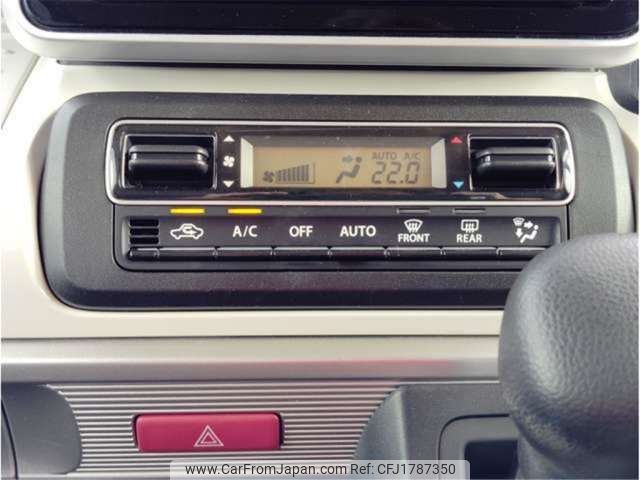 AUTO A/C
22.0
A/C OFF AUTO FRONT REAR
www.CarFromJapan.com Ref:CFJ1787350